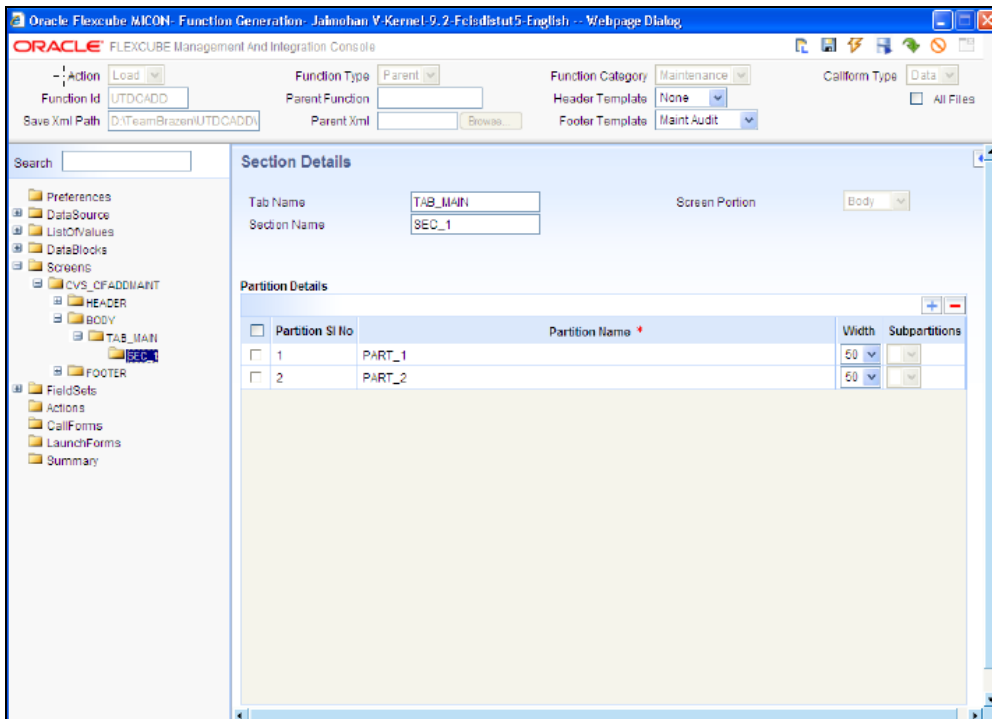 Oracle Flexcube MICON- Function Generation- Jaimohan V-Kernel-9.2-Fcisdistut5-English -- Webpage Dialog
ORACLE FLEXCUBE Management And Integration Console
Action Load Function Type Parent Function Category Maintenance Callform Type Data
Function Id UTDCADD Parent Function Header Template None All Files
Save Xml Path D:\TeamBrazen\UTDCADD\ Parent Xml Browse... Footer Template Maint Audit
Search
Section Details
Tab Name TAB_MAIN Screen Portion Body
Section Name SEC_1
Preferences
DataSource
ListOfValues
DataBlocks
Screens
CVS_CFADDMAINT
HEADER
BODY
TAB_MAIN
SEC_1
FOOTER
FieldSets
Actions
CallForms
LaunchForms
Summary
Partition Details
Partition Sl No Partition Name * Width Subpartitions
1 PART_1 50
2 PART_2 50